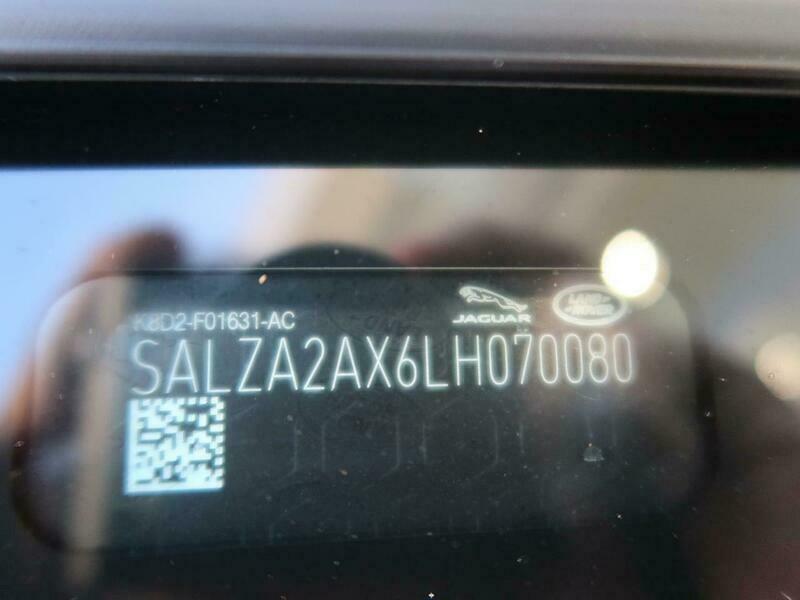 K8D2-F01631-AC
JAGUAR
LAND
ROVER
SALZA2AX6LH070080